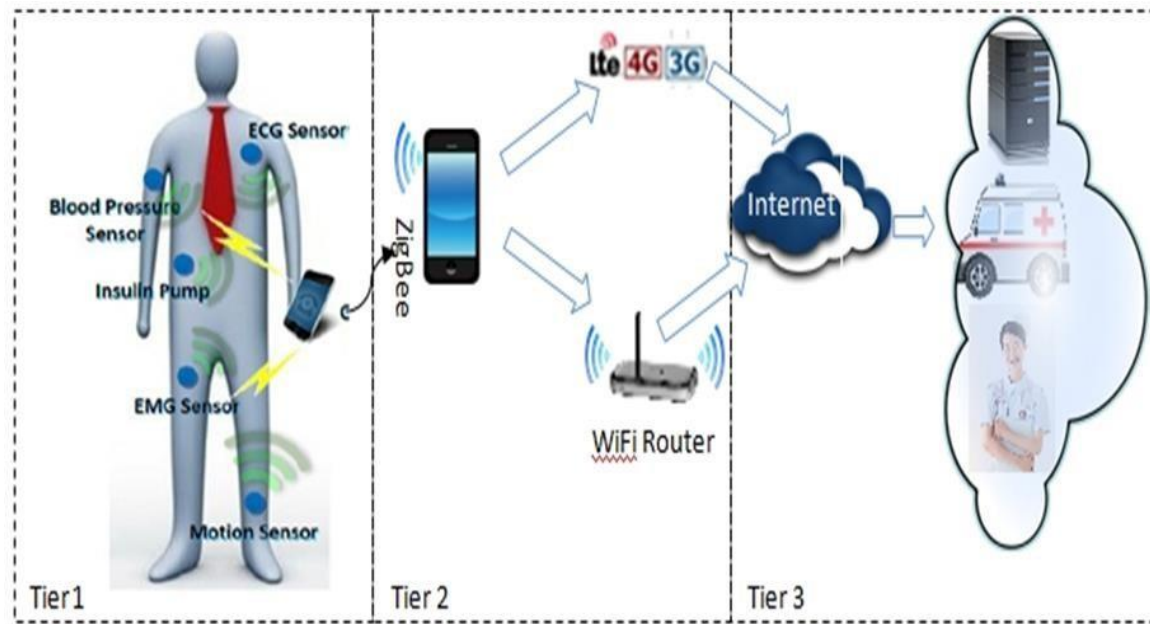 ECG Sensor
Blood Pressure
Sensor
Insulin Pump
EMG Sensor
Motion Sensor
Tier1
ZigBee
Lte 4G 3G
WiFi Router
Tier 2
Internet
Tier 3